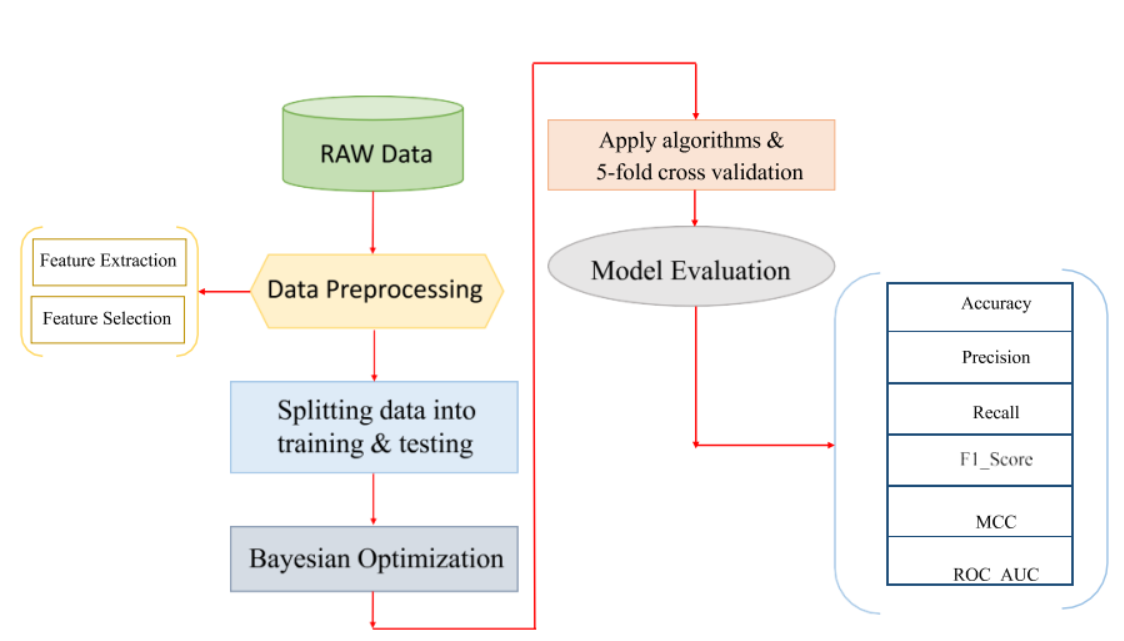 RAW Data
Feature Extraction
Feature Selection
Data Preprocessing
Splitting data into
training & testing
Bayesian Optimization
Apply algorithms &
5-fold cross validation
Model Evaluation
Accuracy
Precision
Recall
F1_Score
MCC
ROC_AUC